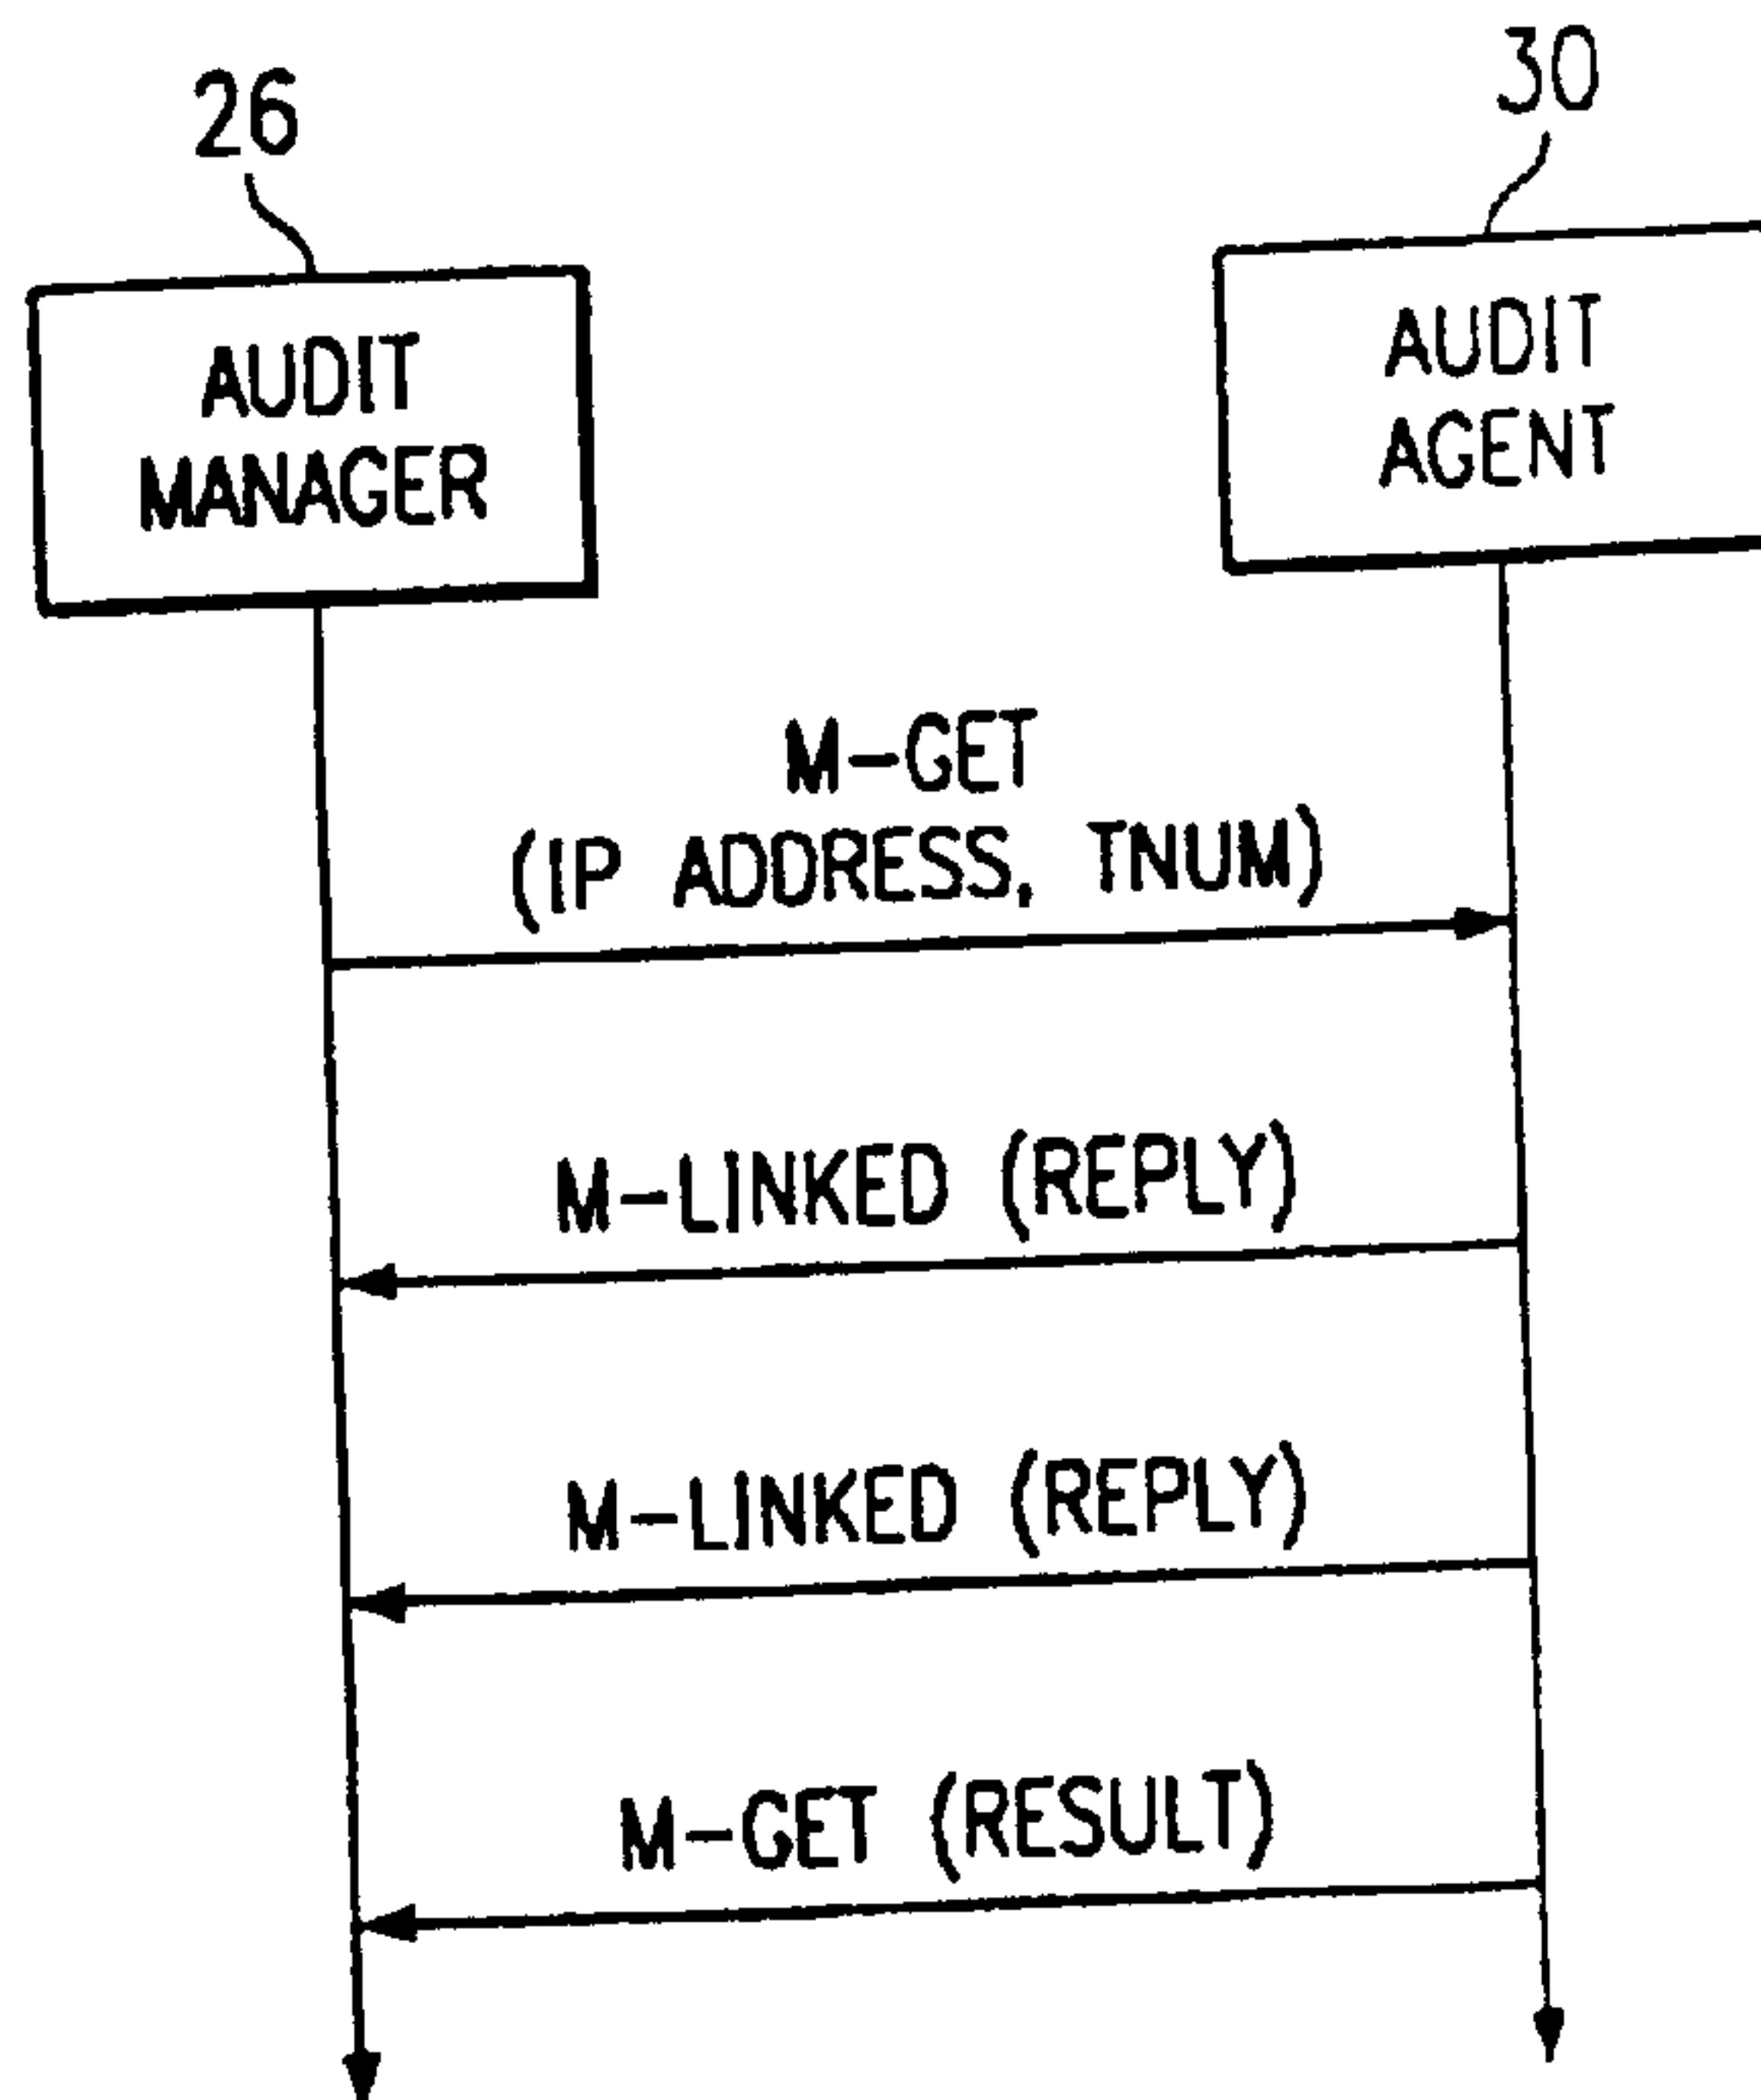 26
30
AUDIT
MANAGER
AUDIT
AGENT
M-GET
(IP ADDRESS, TNUM)
M-LINKED (REPLY)
M-LINKED (REPLY)
M-GET (RESULT)